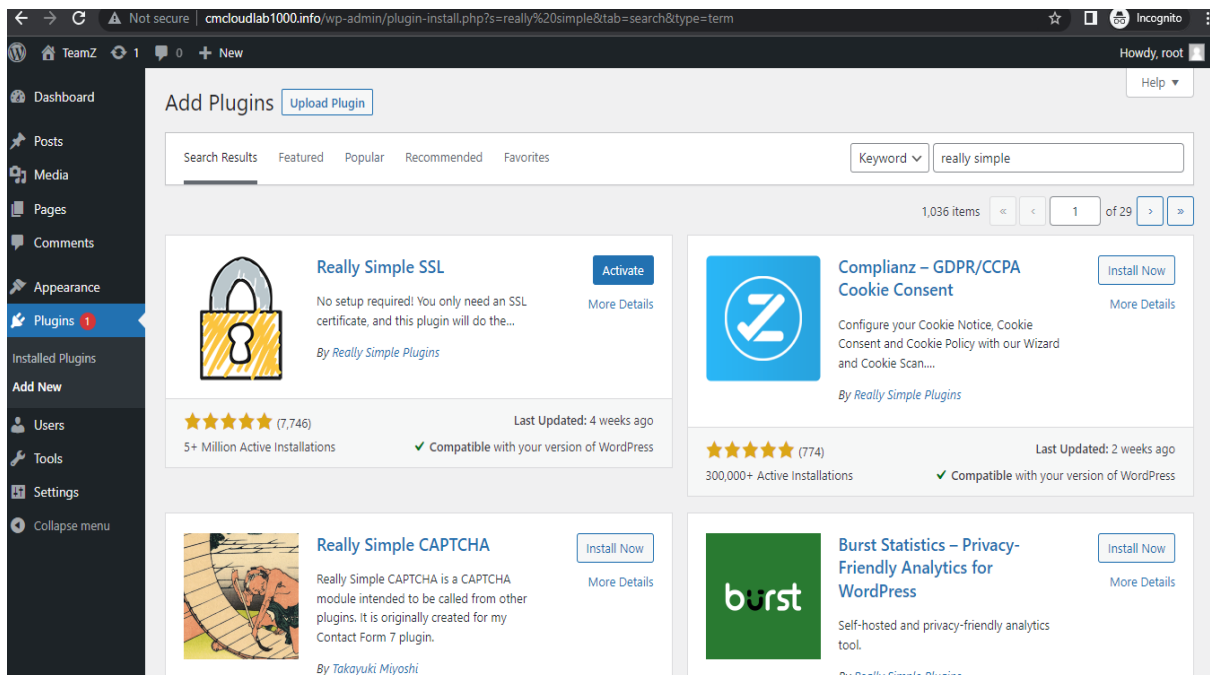 Not secure | cmcloudlab1000.info/wp-admin/plugin-install.php?s=really%20simple&tab=search&type=term
Incognito
TeamZ 1 0 + New
Howdy, root
Help ▼
Dashboard
Posts
Media
Pages
Comments
Appearance
Plugins 1
Installed Plugins
Add New
Users
Tools
Settings
Collapse menu
Add Plugins Upload Plugin
Search Results Featured Popular Recommended Favorites
Keyword really simple
1,036 items « ‹ 1 of 29 › »
Really Simple SSL
Activate
More Details
No setup required! You only need an SSL
certificate, and this plugin will do the...
By Really Simple Plugins
(7,746)
Last Updated: 4 weeks ago
5+ Million Active Installations
✓ Compatible with your version of WordPress
Complianz – GDPR/CCPA
Cookie Consent
Install Now
More Details
Configure your Cookie Notice, Cookie
Consent and Cookie Policy with our Wizard
and Cookie Scan....
By Really Simple Plugins
(774)
Last Updated: 2 weeks ago
300,000+ Active Installations
✓ Compatible with your version of WordPress
Really Simple CAPTCHA
Install Now
More Details
Really Simple CAPTCHA is a CAPTCHA
module intended to be called from other
plugins. It is originally created for my
Contact Form 7 plugin.
By Takayuki Miyoshi
burst
Burst Statistics – Privacy-
Friendly Analytics for
WordPress
Install Now
More Details
Self-hosted and privacy-friendly analytics
tool.
By Really Simple Plugins